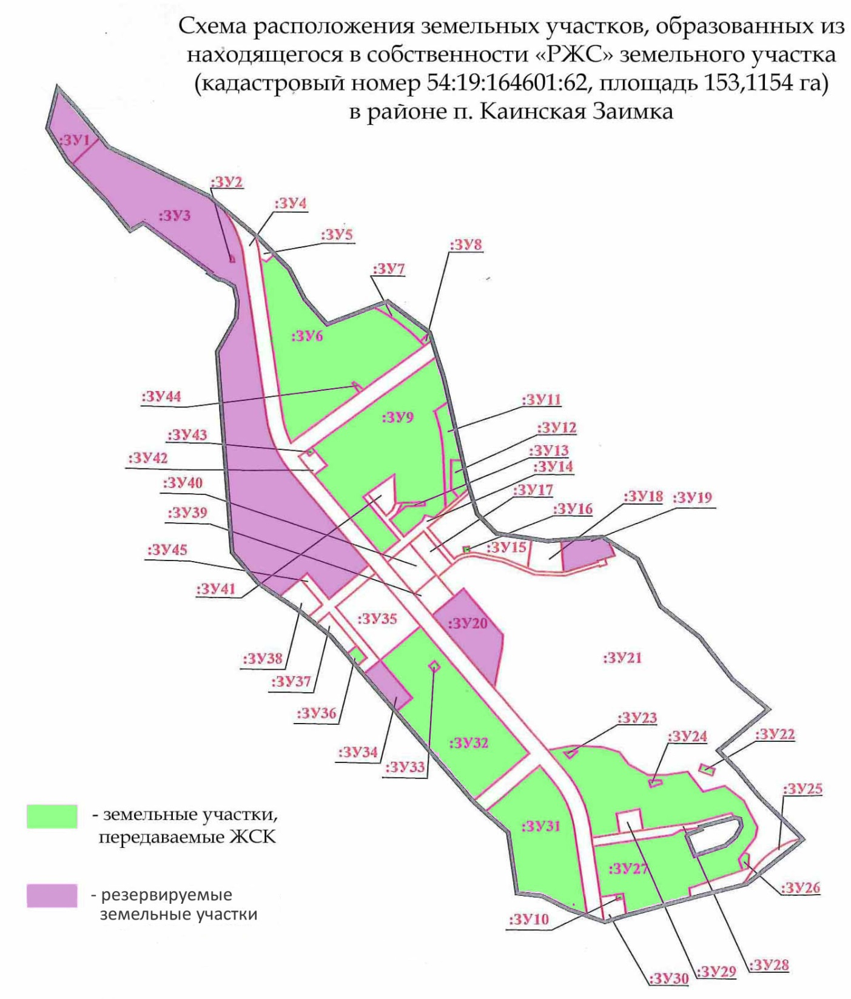 Схема расположения земельных участков, образованных из
находящегося в собственности «РЖС» земельного участка
(кадастровый номер 54:19:164601:62, площадь 153,1154 га)
в районе п. Каинская Заимка
:ЗУ1
:ЗУ2
:ЗУ4
:ЗУ3
:ЗУ5
:ЗУ8
:ЗУ7
:ЗУ6
:ЗУ44
:ЗУ11
:ЗУ9
:ЗУ12
:ЗУ43
:ЗУ13
:ЗУ42
:ЗУ14
:ЗУ40
:ЗУ17
:ЗУ18
:ЗУ19
:ЗУ39
:ЗУ16
:ЗУ45
:ЗУ15
:ЗУ41
:ЗУ35
:ЗУ20
:ЗУ38
:ЗУ21
:ЗУ37
:ЗУ36
:ЗУ23
:ЗУ24
:ЗУ22
:ЗУ32
:ЗУ34
:ЗУ33
:ЗУ25
- земельные участки,
передаваемые ЖСК
:ЗУ31
:ЗУ27
:ЗУ26
- резервируемые
земельные участки
:ЗУ10
:ЗУ28
:ЗУ29
:ЗУ30